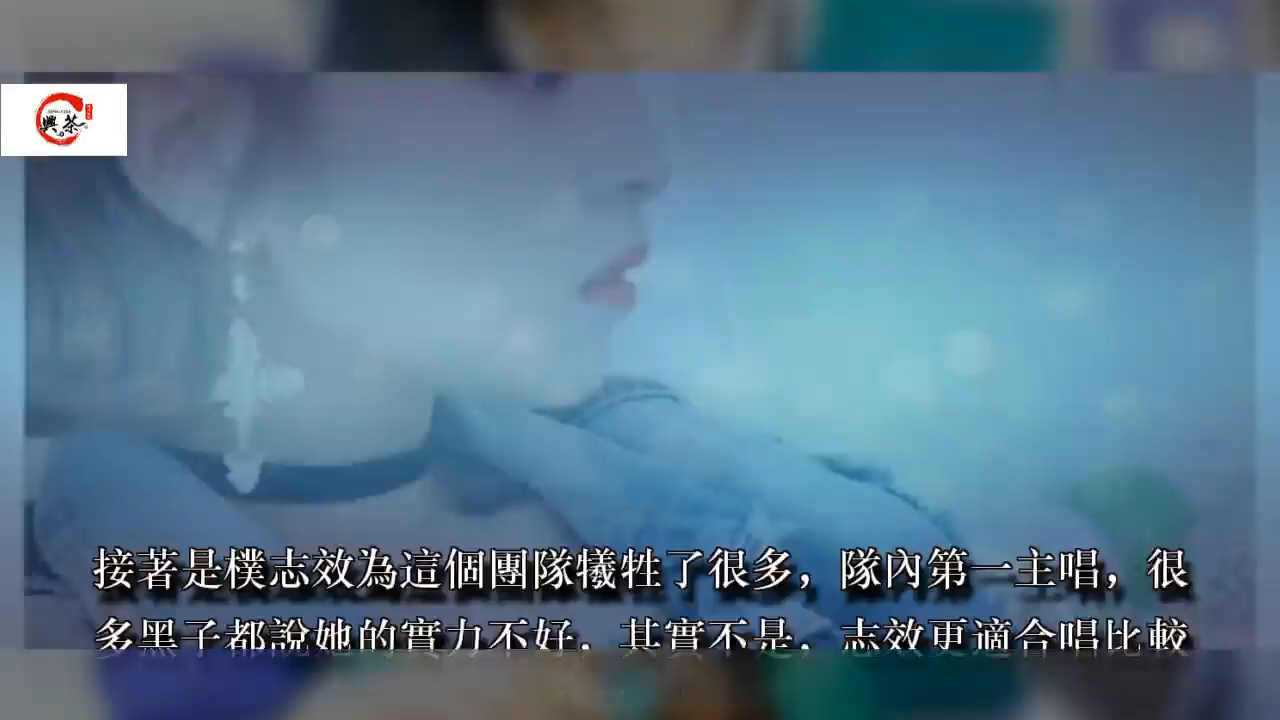 興茶
接著是樸志效為這個團隊犧牲了很多，隊內第一主唱，很
多黑子都說她的實力不好，其實不是，志效更適合唱比較